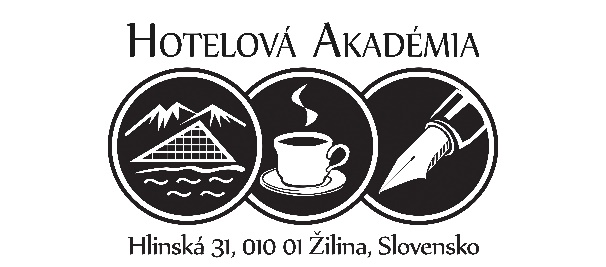 Hotelová Akadémia
Hlinská 31, 010 01 Žilina, Slovensko